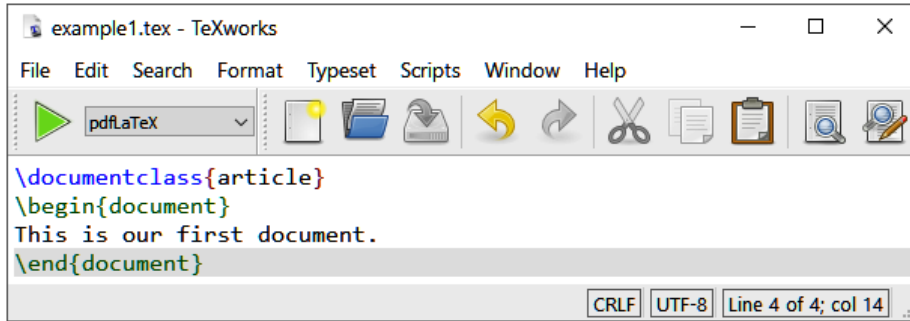 example1.tex - TeXworks
File Edit Search Format Typeset Scripts Window Help
pdfLaTeX
\documentclass{article}
\begin{document}
This is our first document.
\end{document}
CRLF UTF-8 Line 4 of 4; col 14